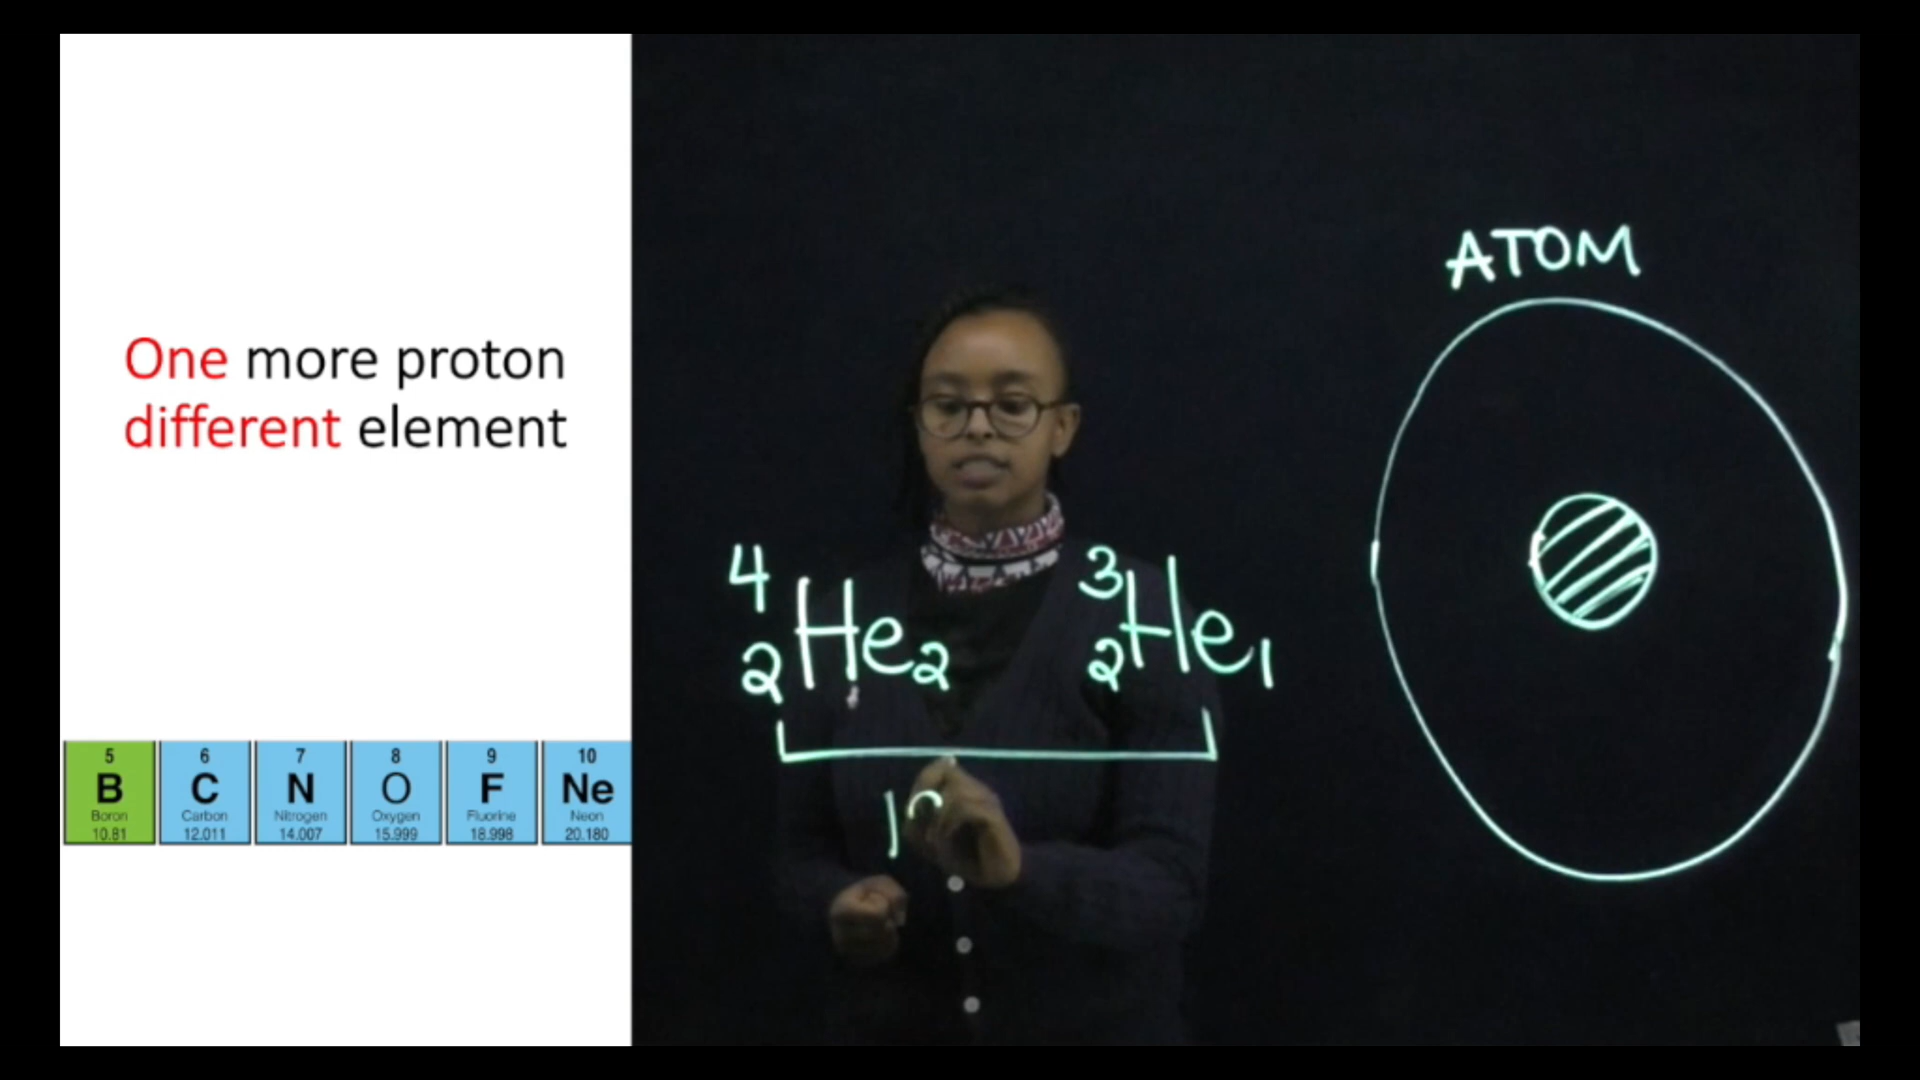 One more proton
different element
5 6 7 8 9 10
B C N O F Ne
Boron Carbon Nitrogen Oxygen Fluorine Neon
10.81 12.011 14.007 15.999 18.998 20.180
ATOM
4 3
2He2 2He1